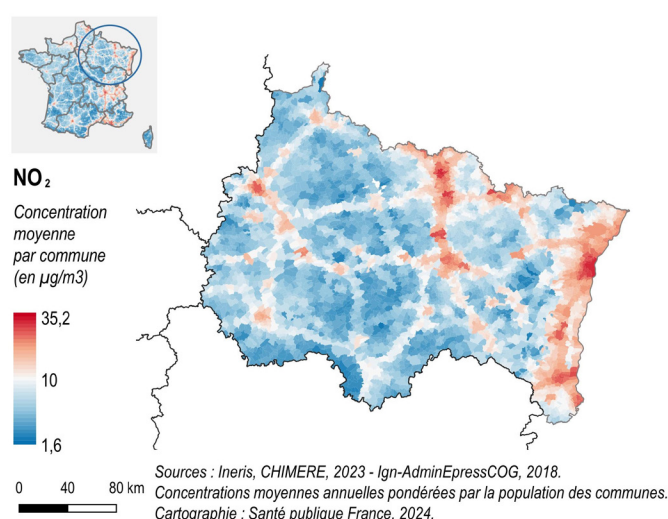 NO₂
Concentration
moyenne
par commune
(en µg/m3)
35,2
10
1,6
0 40 80 km
Sources : Ineris, CHIMERE, 2023 - Ign-AdminEpressCOG, 2018.
Concentrations moyennes annuelles pondérées par la population des communes.
Cartographie : Santé publique France, 2024.